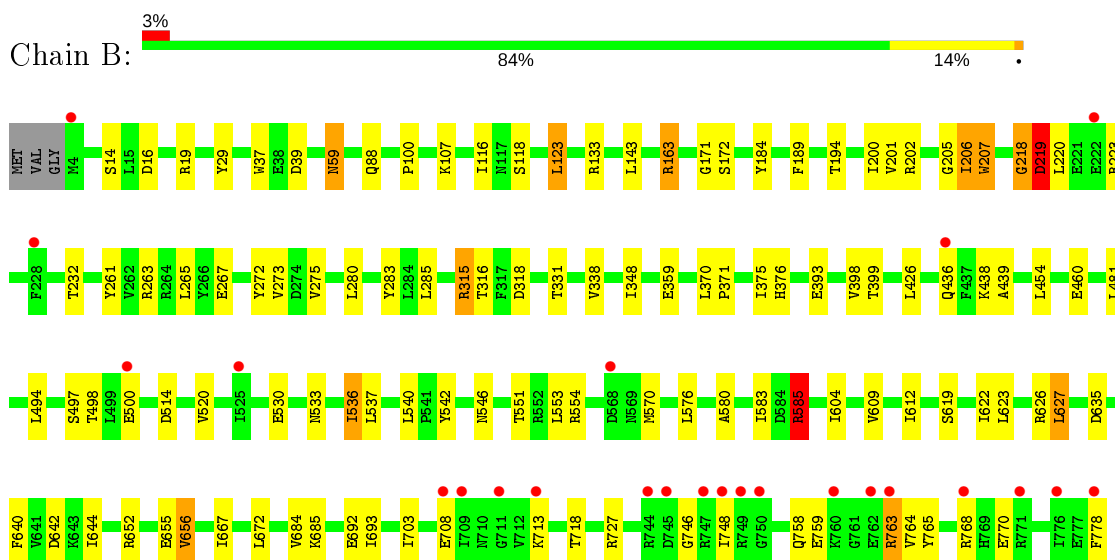 3%
Chain B:
84% 14% •
MET VAL GLY M4 S14 L15 D16 R19 Y29 W37 E38 D39 N59 Q88 P100 K107 I116 N117 S118 L123 R133 L143 R163 G171 S172 Y184 F189 T194 I200 V201 R202 G205 I206 W207 G218 D219 L220 E221 E222 R223
F228 T232 Y261 V262 R263 R264 L265 Y266 E267 Y272 V273 D274 V275 L280 Y283 L284 L285 R315 T316 F317 D318 T331 V338 I348 E359 L370 P371 I375 H376 E393 V398 T399 L426 Q436 F437 K438 A439 L454 E460 L481
L494 S497 T498 L499 E500 D514 V520 I525 E530 N533 I536 L537 L540 P541 Y542 N546 T551 R552 L553 R554 D568 N569 M570 L576 A580 I583 D584 R585 I604 V609 I612 S619 I622 L623 R626 L627 D635
F640 V641 D642 K643 I644 R652 E655 V656 I667 L672 V684 K685 E692 I693 I703 E708 I709 N710 G711 V712 K713 T718 R727 R744 D745 G746 R747 I748 R749 G750 Q758 E759 K760 G761 E762 R763 V764 Y765 R768 H769 E770 R771 I776 E777 F778